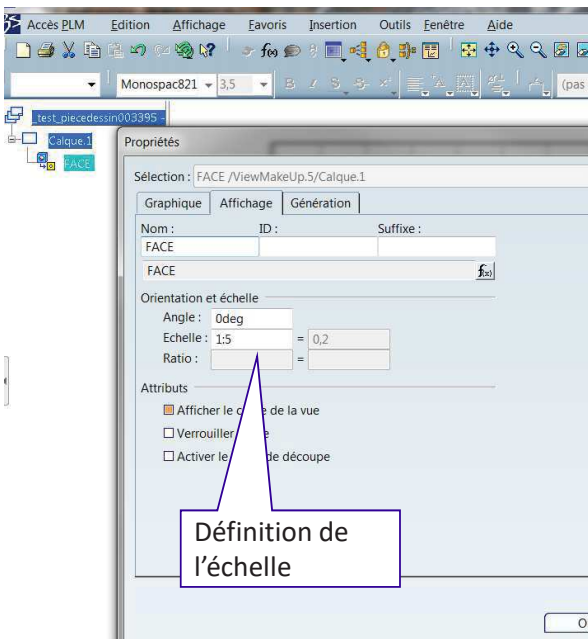 Accès PLM Edition Affichage Favoris Insertion Outils Fenêtre Aide
Monospac821 3,5 B I S (pas
_test_piecedessin003395 -
Calque.1
FACE
Propriétés
Sélection : FACE /ViewMakeUp.5/Calque.1
Graphique Affichage Génération
Nom : ID : Suffixe :
FACE
FACE f(x)
Orientation et échelle
Angle : 0deg
Echelle : 1:5 = 0,2
Ratio : =
Attributs
Afficher le de la vue
Verrouiller
Activer le de découpe
Définition de
l'échelle